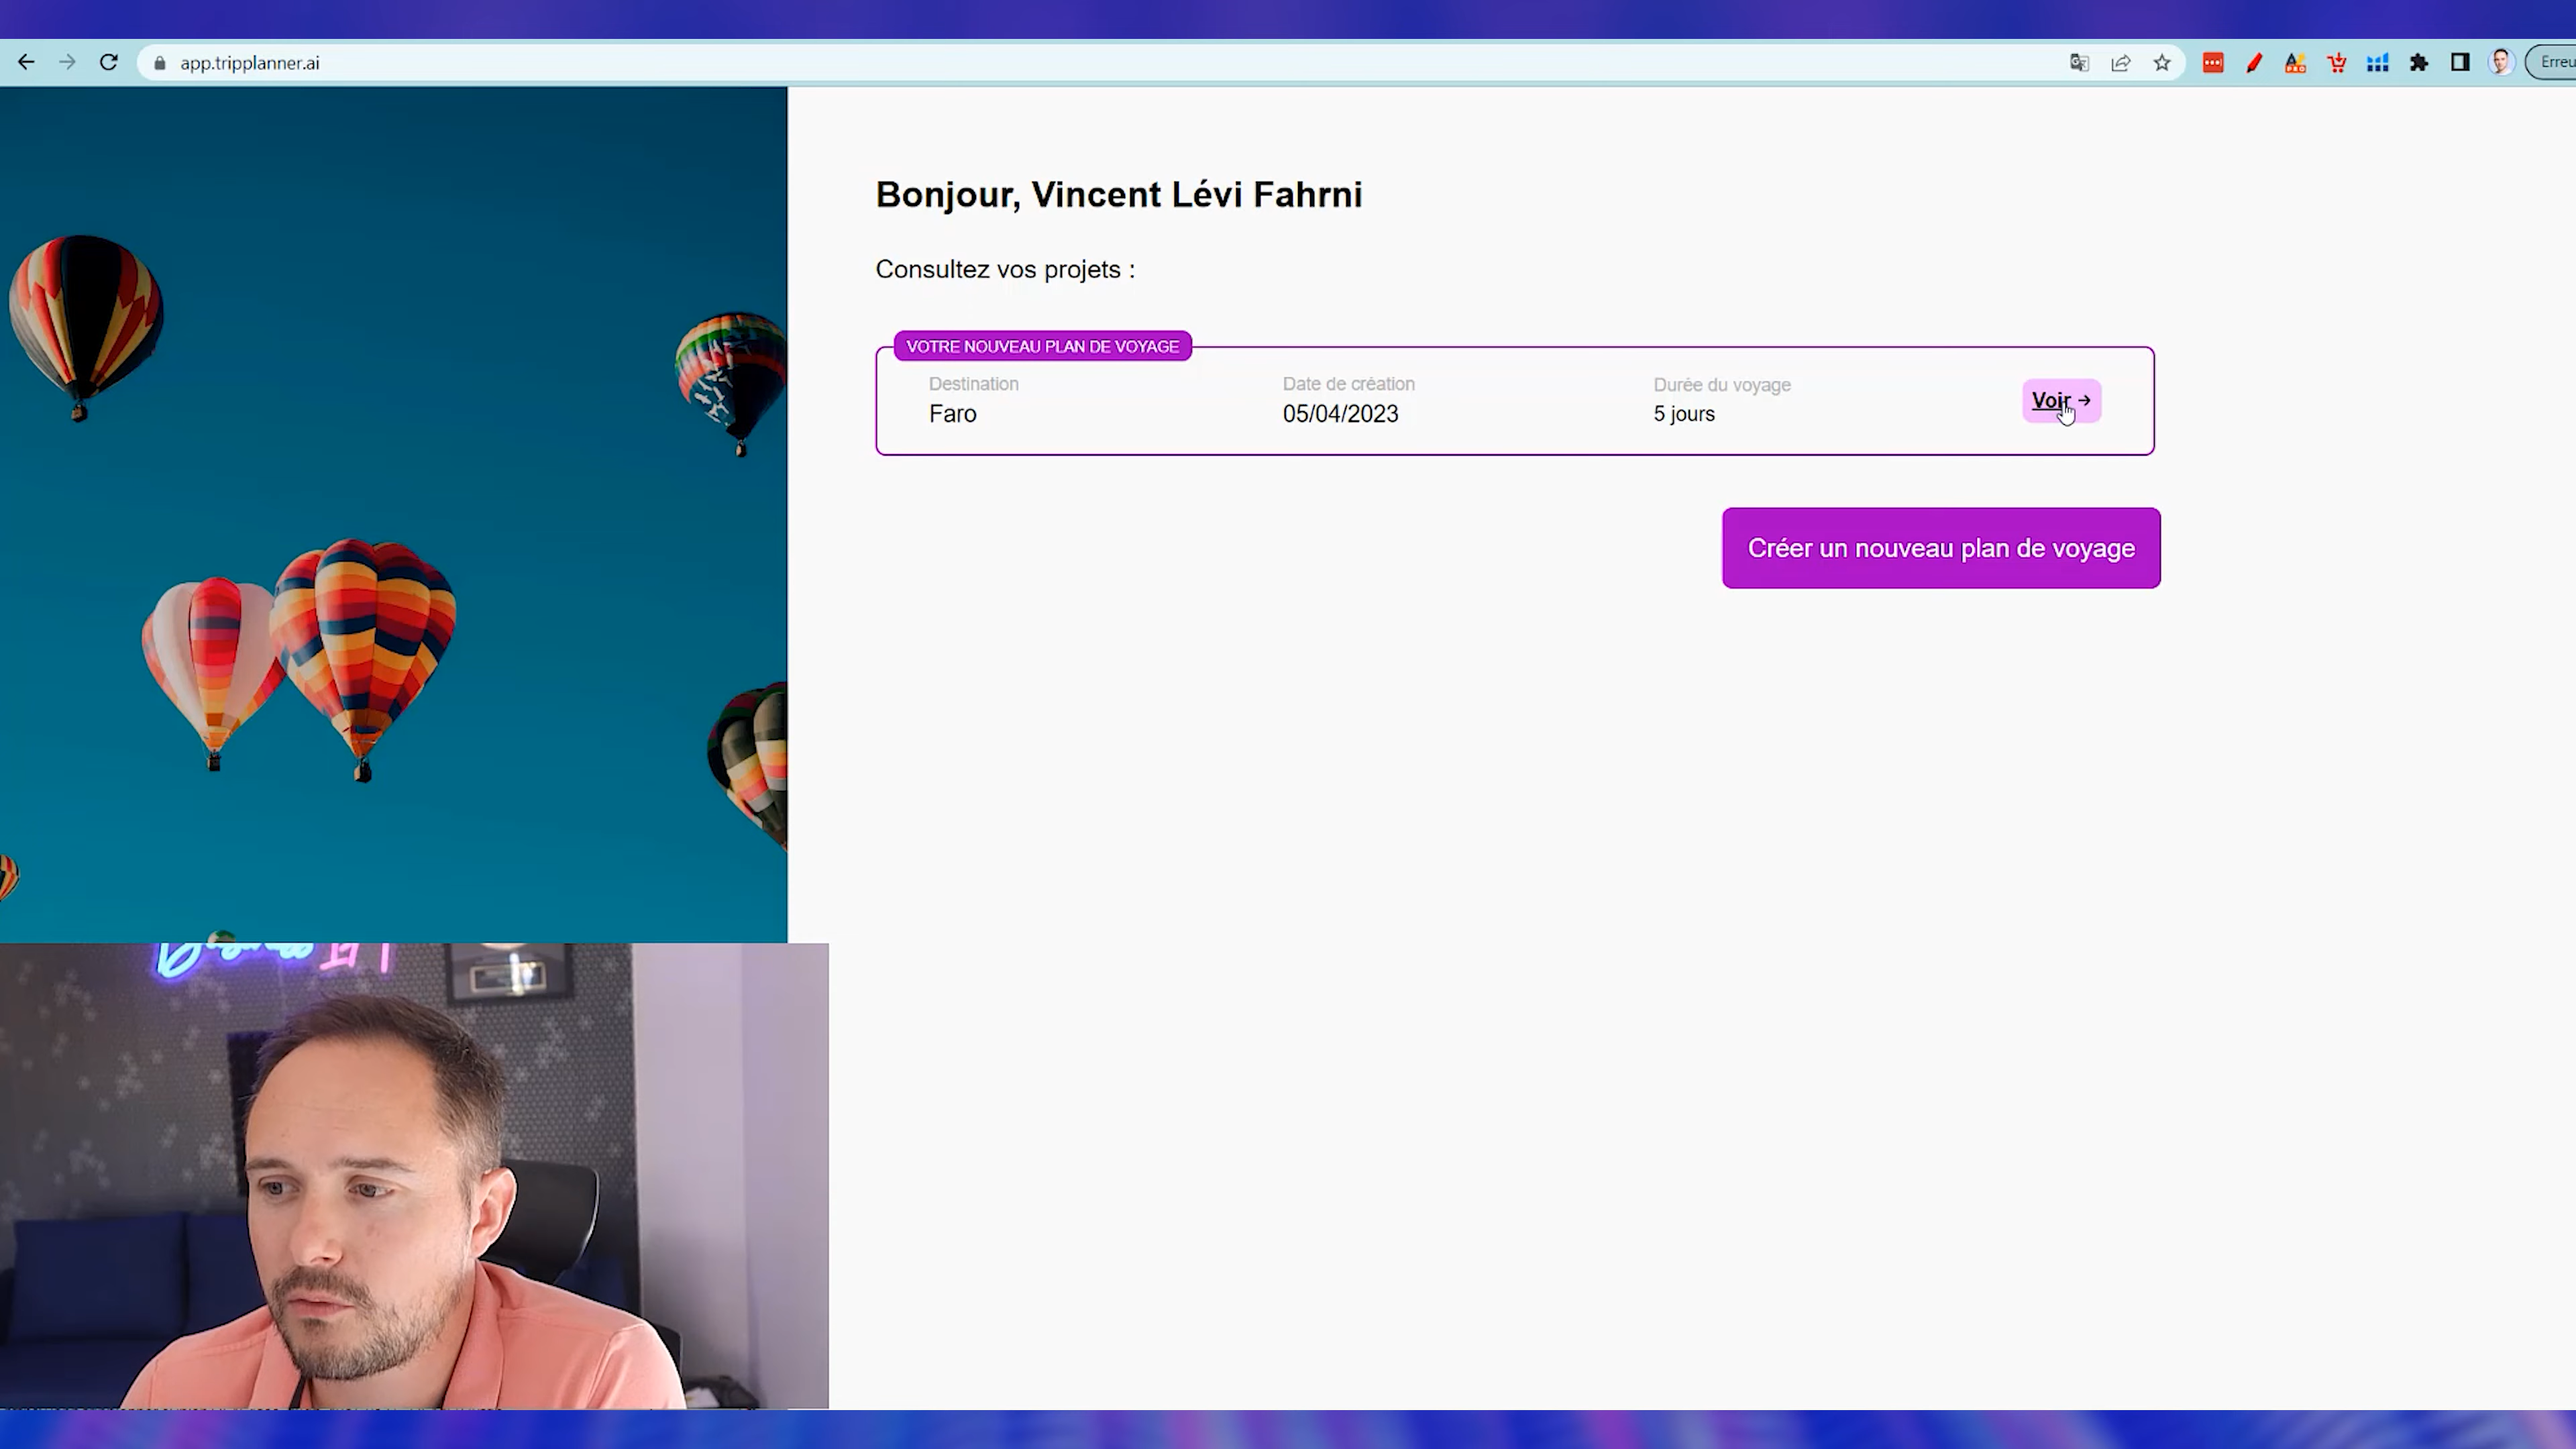 app.tripplanner.ai
Erreu
Bonjour, Vincent Lévi Fahrni
Consultez vos projets :
VOTRE NOUVEAU PLAN DE VOYAGE
Destination
Date de création
Durée du voyage
Faro
05/04/2023
5 jours
Voir →
Créer un nouveau plan de voyage